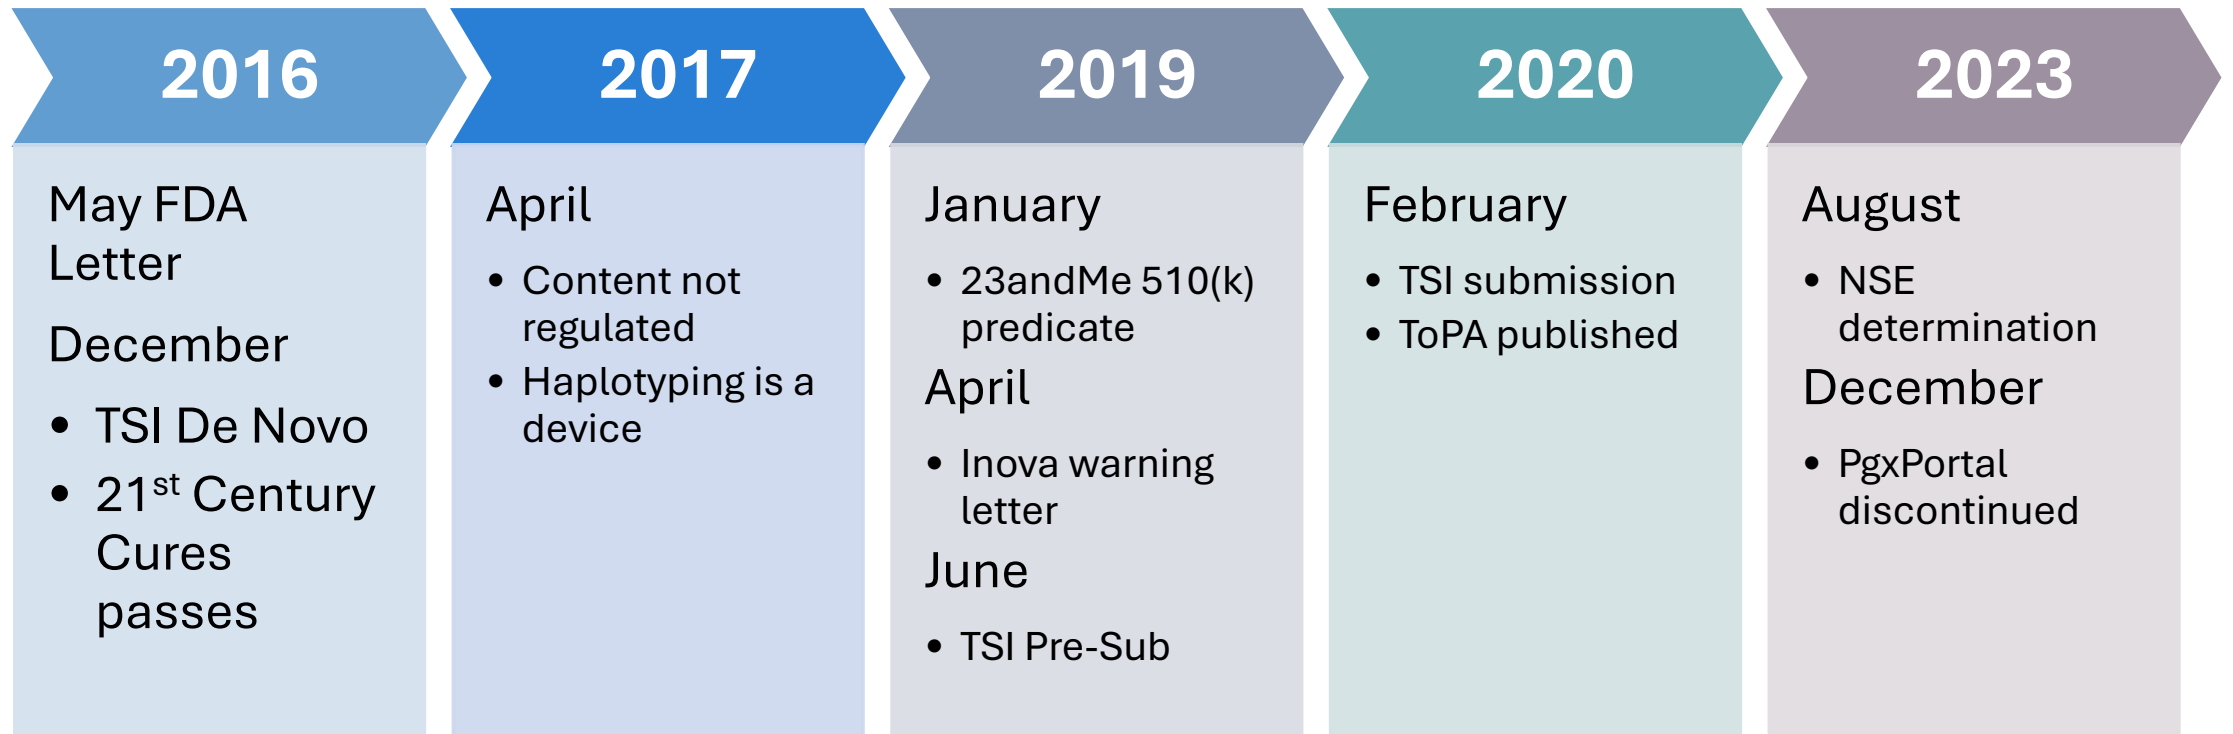 2016
May FDA
Letter
December
• TSI De Novo
• 21st Century
Cures
passes
2017
April
• Content not
regulated
• Haplotyping is a
device
2019
January
• 23andMe 510(k)
predicate
April
• Inova warning
letter
June
• TSI Pre-Sub
2020
February
• TSI submission
• ToPA published
2023
August
• NSE
determination
December
• PgxPortal
discontinued